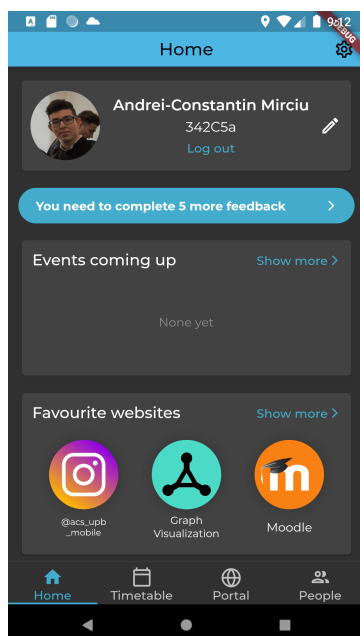 9:12
DEBUG
Home
Andrei-Constantin Mirciu
342C5a
Log out
You need to complete 5 more feedback
Events coming up
Show more
None yet
Favourite websites
Show more
@acs_upb
_mobile
Graph
Visualization
m
Moodle
Home
Timetable
Portal
People